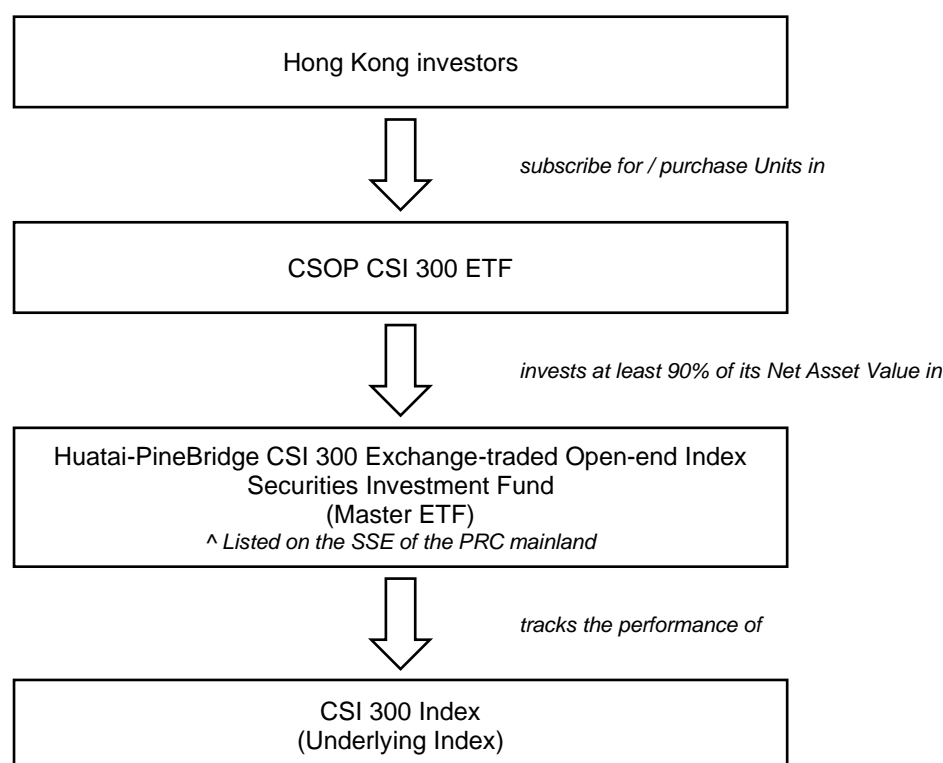 Hong Kong investors
subscribe for / purchase Units in
CSOP CSI 300 ETF
invests at least 90% of its Net Asset Value in
Huatai-PineBridge CSI 300 Exchange-traded Open-end Index
Securities Investment Fund
(Master ETF)
^ Listed on the SSE of the PRC mainland
tracks the performance of
CSI 300 Index
(Underlying Index)